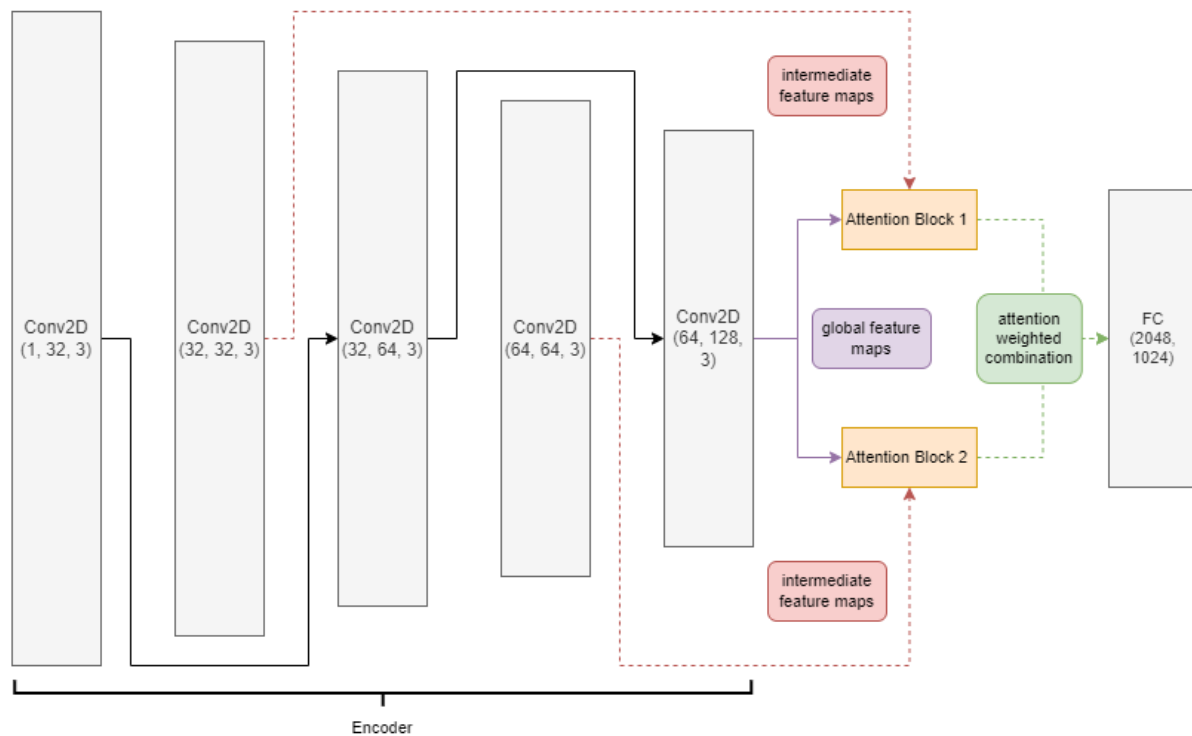 Conv2D
(1, 32, 3)
Conv2D
(32, 32, 3)
Conv2D
(32, 64, 3)
Conv2D
(64, 64, 3)
Conv2D
(64, 128,
3)
intermediate
feature maps
Attention Block 1
global feature
maps
attention
weighted
combination
Attention Block 2
intermediate
feature maps
FC
(2048,
1024)
Encoder